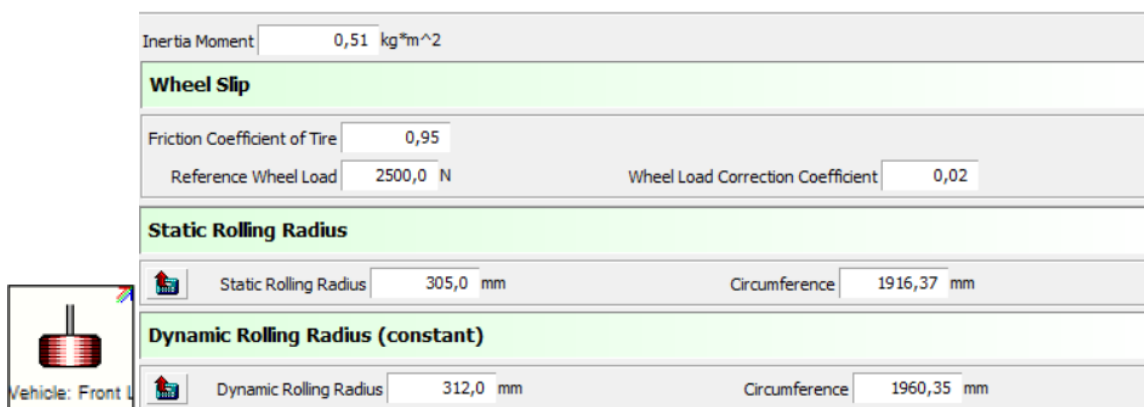 Inertia Moment 0,51 kg*m^2
Wheel Slip
Friction Coefficient of Tire 0,95
Reference Wheel Load 2500,0 N Wheel Load Correction Coefficient 0,02
Static Rolling Radius
Static Rolling Radius 305,0 mm Circumference 1916,37 mm
Dynamic Rolling Radius (constant)
Dynamic Rolling Radius 312,0 mm Circumference 1960,35 mm
Vehicle: Front L